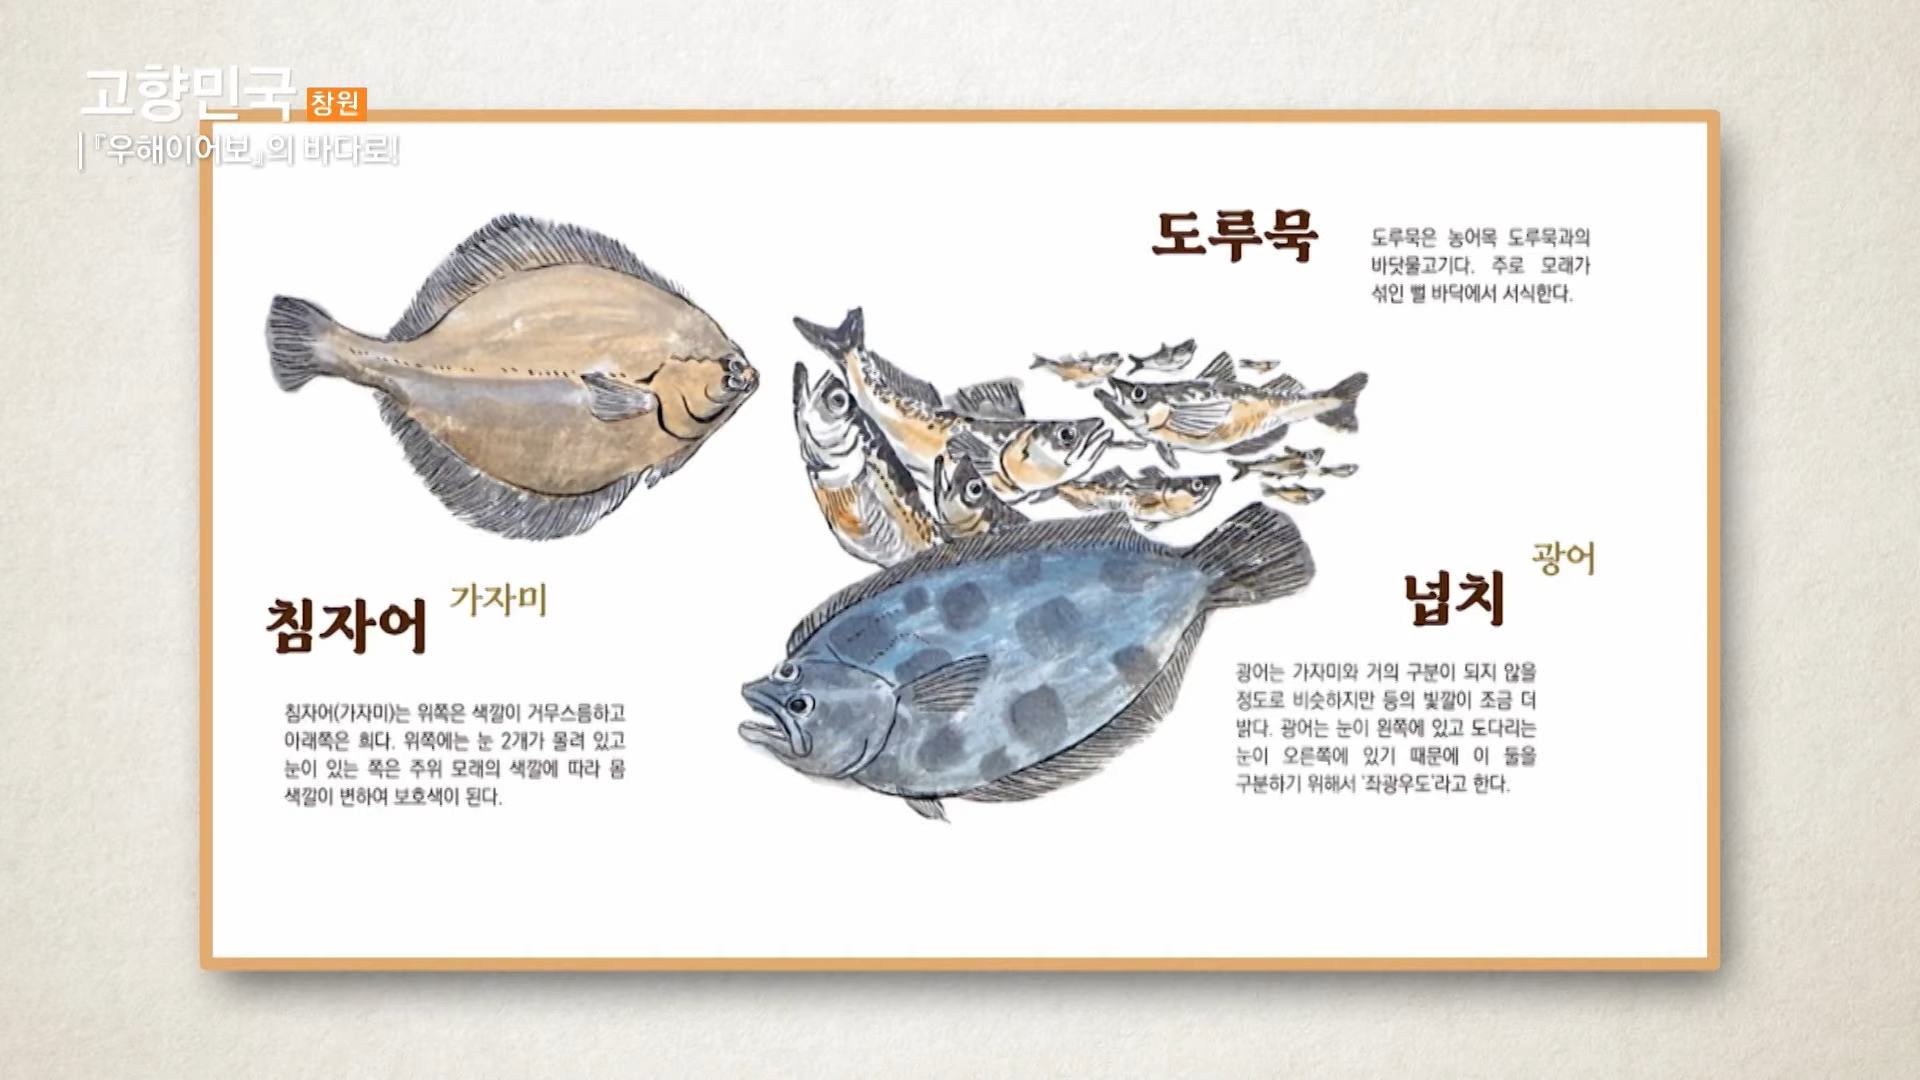 고향민국 창원
『우해이어보』의 바다로!
도루묵
도루묵은 농어목 도루묵과의
바닷물고기다. 주로 모래가
섞인 뻘 바닥에서 서식한다.
침자어 가자미
침자어(가자미)는 위쪽은 색깔이 거무스름하고
아래쪽은 희다. 위쪽에는 눈 2개가 몰려 있고
눈이 있는 쪽은 주위 모래의 색깔에 따라 몸
색깔이 변하여 보호색이 된다.
넙치 광어
광어는 가자미와 거의 구분이 되지 않을
정도로 비슷하지만 등의 빛깔이 조금 더
밝다. 광어는 눈이 왼쪽에 있고 도다리는
눈이 오른쪽에 있기 때문에 이 둘을
구분하기 위해서 '좌광우도'라고 한다.